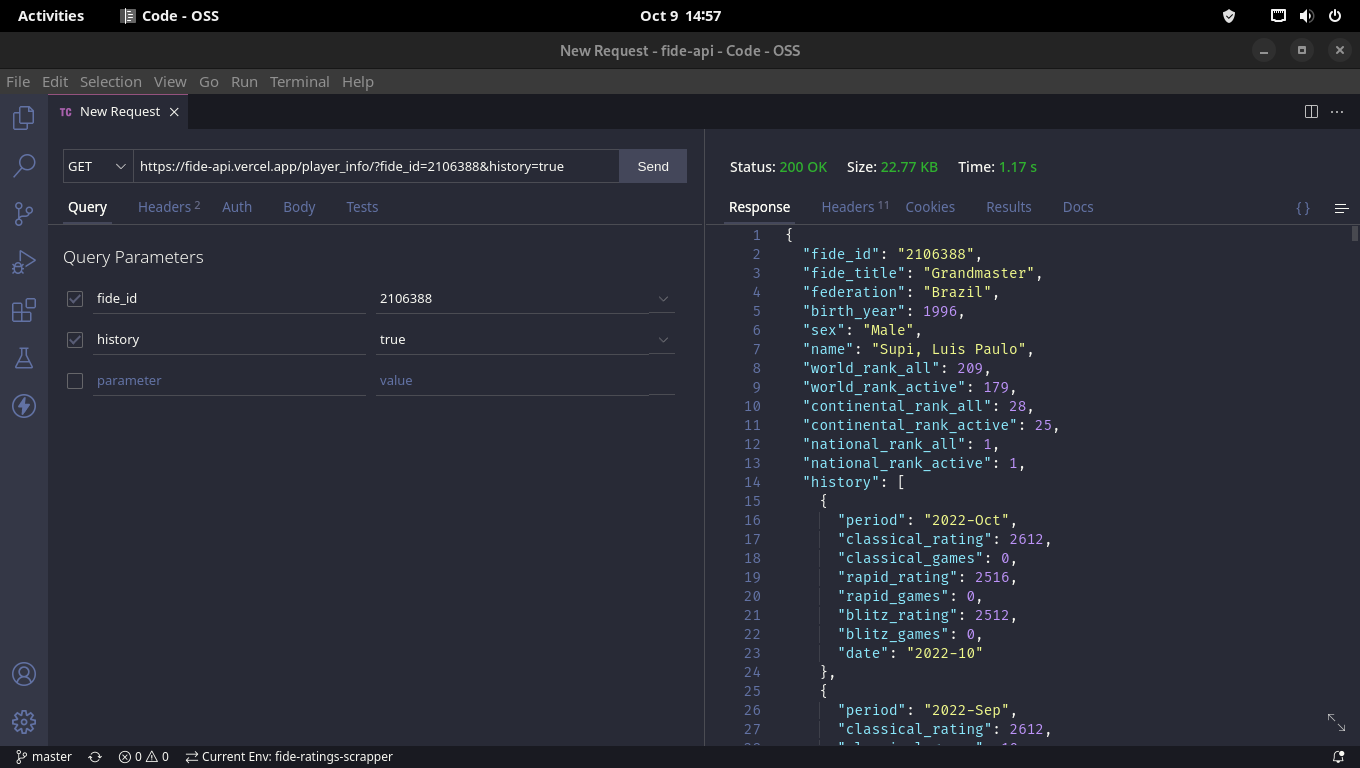 Activities Code - OSS Oct 9 14:57
New Request - fide-api - Code - OSS
File Edit Selection View Go Run Terminal Help
TC New Request
GET https://fide-api.vercel.app/player_info/?fide_id=2106388&history=true Send
Query Headers 2 Auth Body Tests
Query Parameters
fide_id 2106388
history true
parameter value
Status: 200 OK Size: 22.77 KB Time: 1.17 s
Response Headers 11 Cookies Results Docs { }
1 {
2 "fide_id": "2106388",
3 "fide_title": "Grandmaster",
4 "federation": "Brazil",
5 "birth_year": 1996,
6 "sex": "Male",
7 "name": "Supi, Luis Paulo",
8 "world_rank_all": 209,
9 "world_rank_active": 179,
10 "continental_rank_all": 28,
11 "continental_rank_active": 25,
12 "national_rank_all": 1,
13 "national_rank_active": 1,
14 "history": [
15 {
16 "period": "2022-Oct",
17 "classical_rating": 2612,
18 "classical_games": 0,
19 "rapid_rating": 2516,
20 "rapid_games": 0,
21 "blitz_rating": 2512,
22 "blitz_games": 0,
23 "date": "2022-10"
24 },
25 {
26 "period": "2022-Sep",
27 "classical_rating": 2612,
master 0 0 Current Env: fide-ratings-scrapper